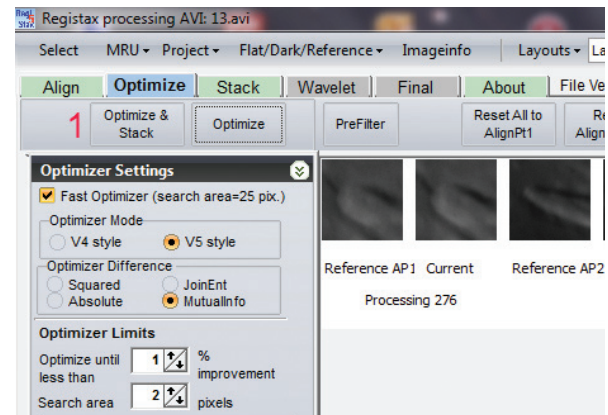 Registax processing AVI: 13.avi
Select MRU Project Flat/Dark/Reference Imageinfo Layouts
Align Optimize Stack Wavelet Final About File
1 Optimize & Stack Optimize PreFilter Reset All to AlignPt1
Optimizer Settings
Fast Optimizer (search area=25 pix.)
Optimizer Mode
V4 style V5 style
Optimizer Difference
Squared JoinEnt
Absolute MutualInfo
Reference AP1 Current Reference AP2
Processing 276
Optimizer Limits
Optimize until less than 1 % improvement
Search area 2 pixels